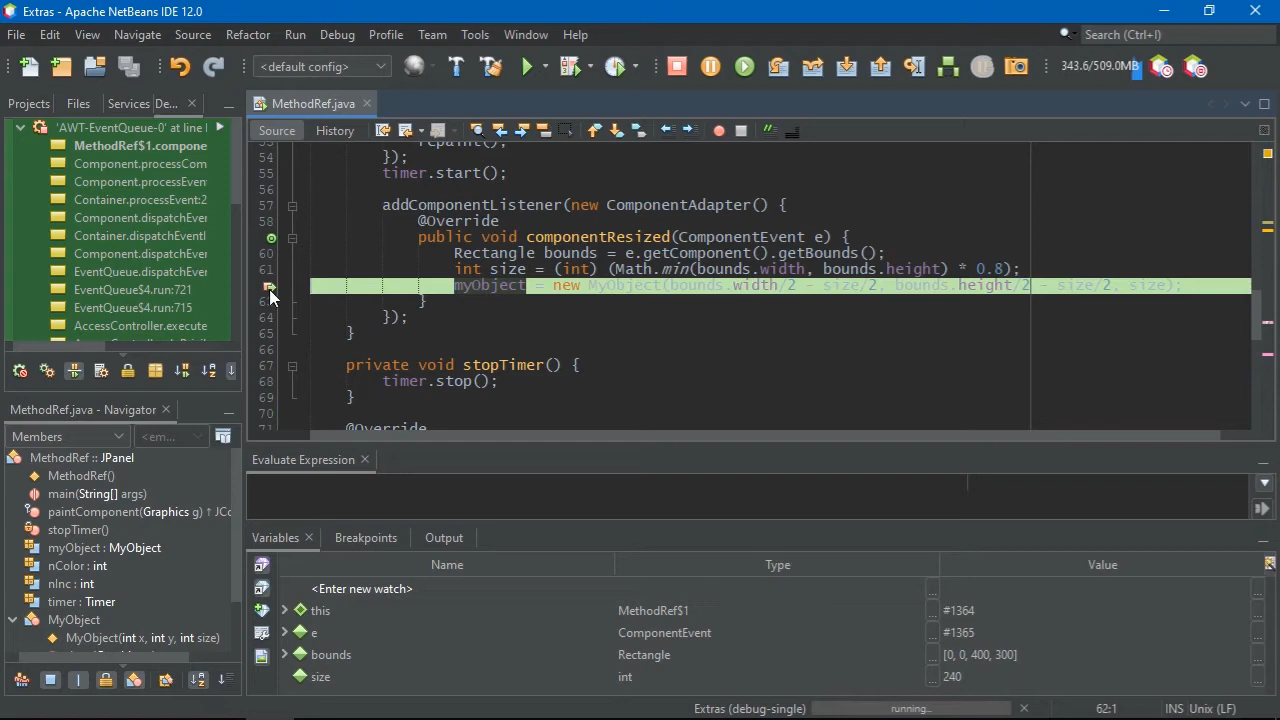 Extras - Apache NetBeans IDE 12.0
File Edit View Navigate Source Refactor Run Debug Profile Team Tools Window Help
Search (Ctrl+I)
<default config>
343.6/509.0MB
Projects Files Services De...
MethodRef.java
'AWT-EventQueue-0' at line
Source History
MethodRef$1.compone
Component.processCom
Component.processEven
Container.processEvent:2
Component.dispatchEver
Container.dispatchEventI
Component.dispatchEver
EventQueue.dispatchEver
EventQueue$4.run:721
EventQueue$4.run:715
AccessController.execute
53 repaint();
54 });
55 timer.start();
56
57 addComponentListener(new ComponentAdapter() {
58 @Override
public void componentResized(ComponentEvent e) {
60 Rectangle bounds = e.getComponent().getBounds();
61 int size = (int) (Math.min(bounds.width, bounds.height) * 0.8);
myObject = new MyObject(bounds.width/2 - size/2, bounds.height/2 - size/2, size);
63 }
64 });
65 }
66
67 private void stopTimer() {
68 timer.stop();
69 }
70
71 @Override
MethodRef.java - Navigator
Members <em...
MethodRef :: JPanel
MethodRef()
main(String[] args)
paintComponent(Graphics g) ↑ JCo
stopTimer()
myObject : MyObject
nColor : int
nInc : int
timer : Timer
MyObject
MyObject(int x, int y, int size)
Evaluate Expression
Variables Breakpoints Output
Name Type Value
<Enter new watch>
this MethodRef$1 #1364
e ComponentEvent #1365
bounds Rectangle [0, 0, 400, 300]
size int 240
Extras (debug-single) running... 62:1 INS Unix (LF)